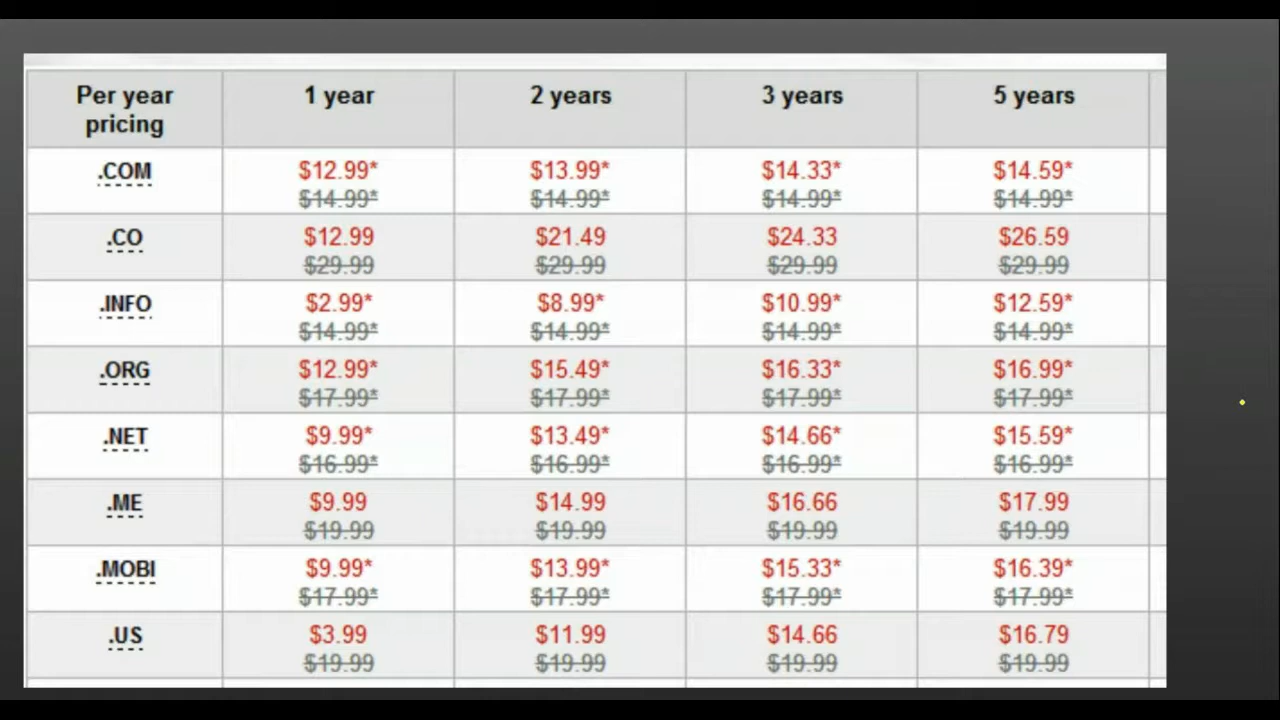 Per year pricing 1 year 2 years 3 years 5 years
.COM $12.99* $13.99* $14.33* $14.59*
$14.99* $14.99* $14.99* $14.99*
.CO $12.99 $21.49 $24.33 $26.59
$29.99 $29.99 $29.99 $29.99
.INFO $2.99* $8.99* $10.99* $12.59*
$14.99* $14.99* $14.99* $14.99*
.ORG $12.99* $15.49* $16.33* $16.99*
$17.99* $17.99* $17.99* $17.99*
.NET $9.99* $13.49* $14.66* $15.59*
$16.99* $16.99* $16.99* $16.99*
.ME $9.99 $14.99 $16.66 $17.99
$19.99 $19.99 $19.99 $19.99
.MOBI $9.99* $13.99* $15.33* $16.39*
$17.99* $17.99* $17.99* $17.99*
.US $3.99 $11.99 $14.66 $16.79
$19.99 $19.99 $19.99 $19.99